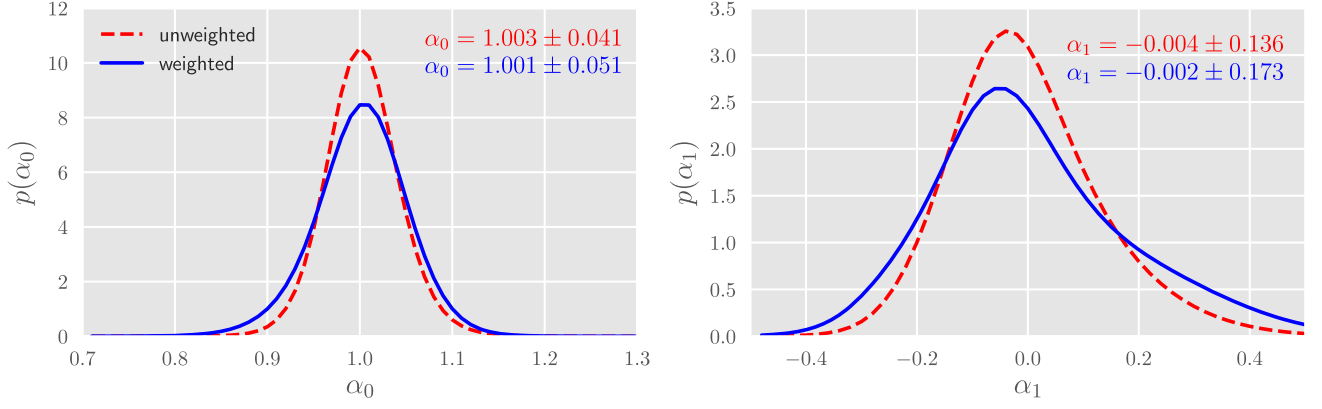 unweighted
weighted
α₀ = 1.003 ± 0.041
α₀ = 1.001 ± 0.051
p(α₀)
12
10
8
6
4
2
0
0.7 0.8 0.9 1.0 1.1 1.2 1.3
α₀
α₁ = −0.004 ± 0.136
α₁ = −0.002 ± 0.173
p(α₁)
3.5
3.0
2.5
2.0
1.5
1.0
0.5
0.0
−0.4 −0.2 0.0 0.2 0.4
α₁